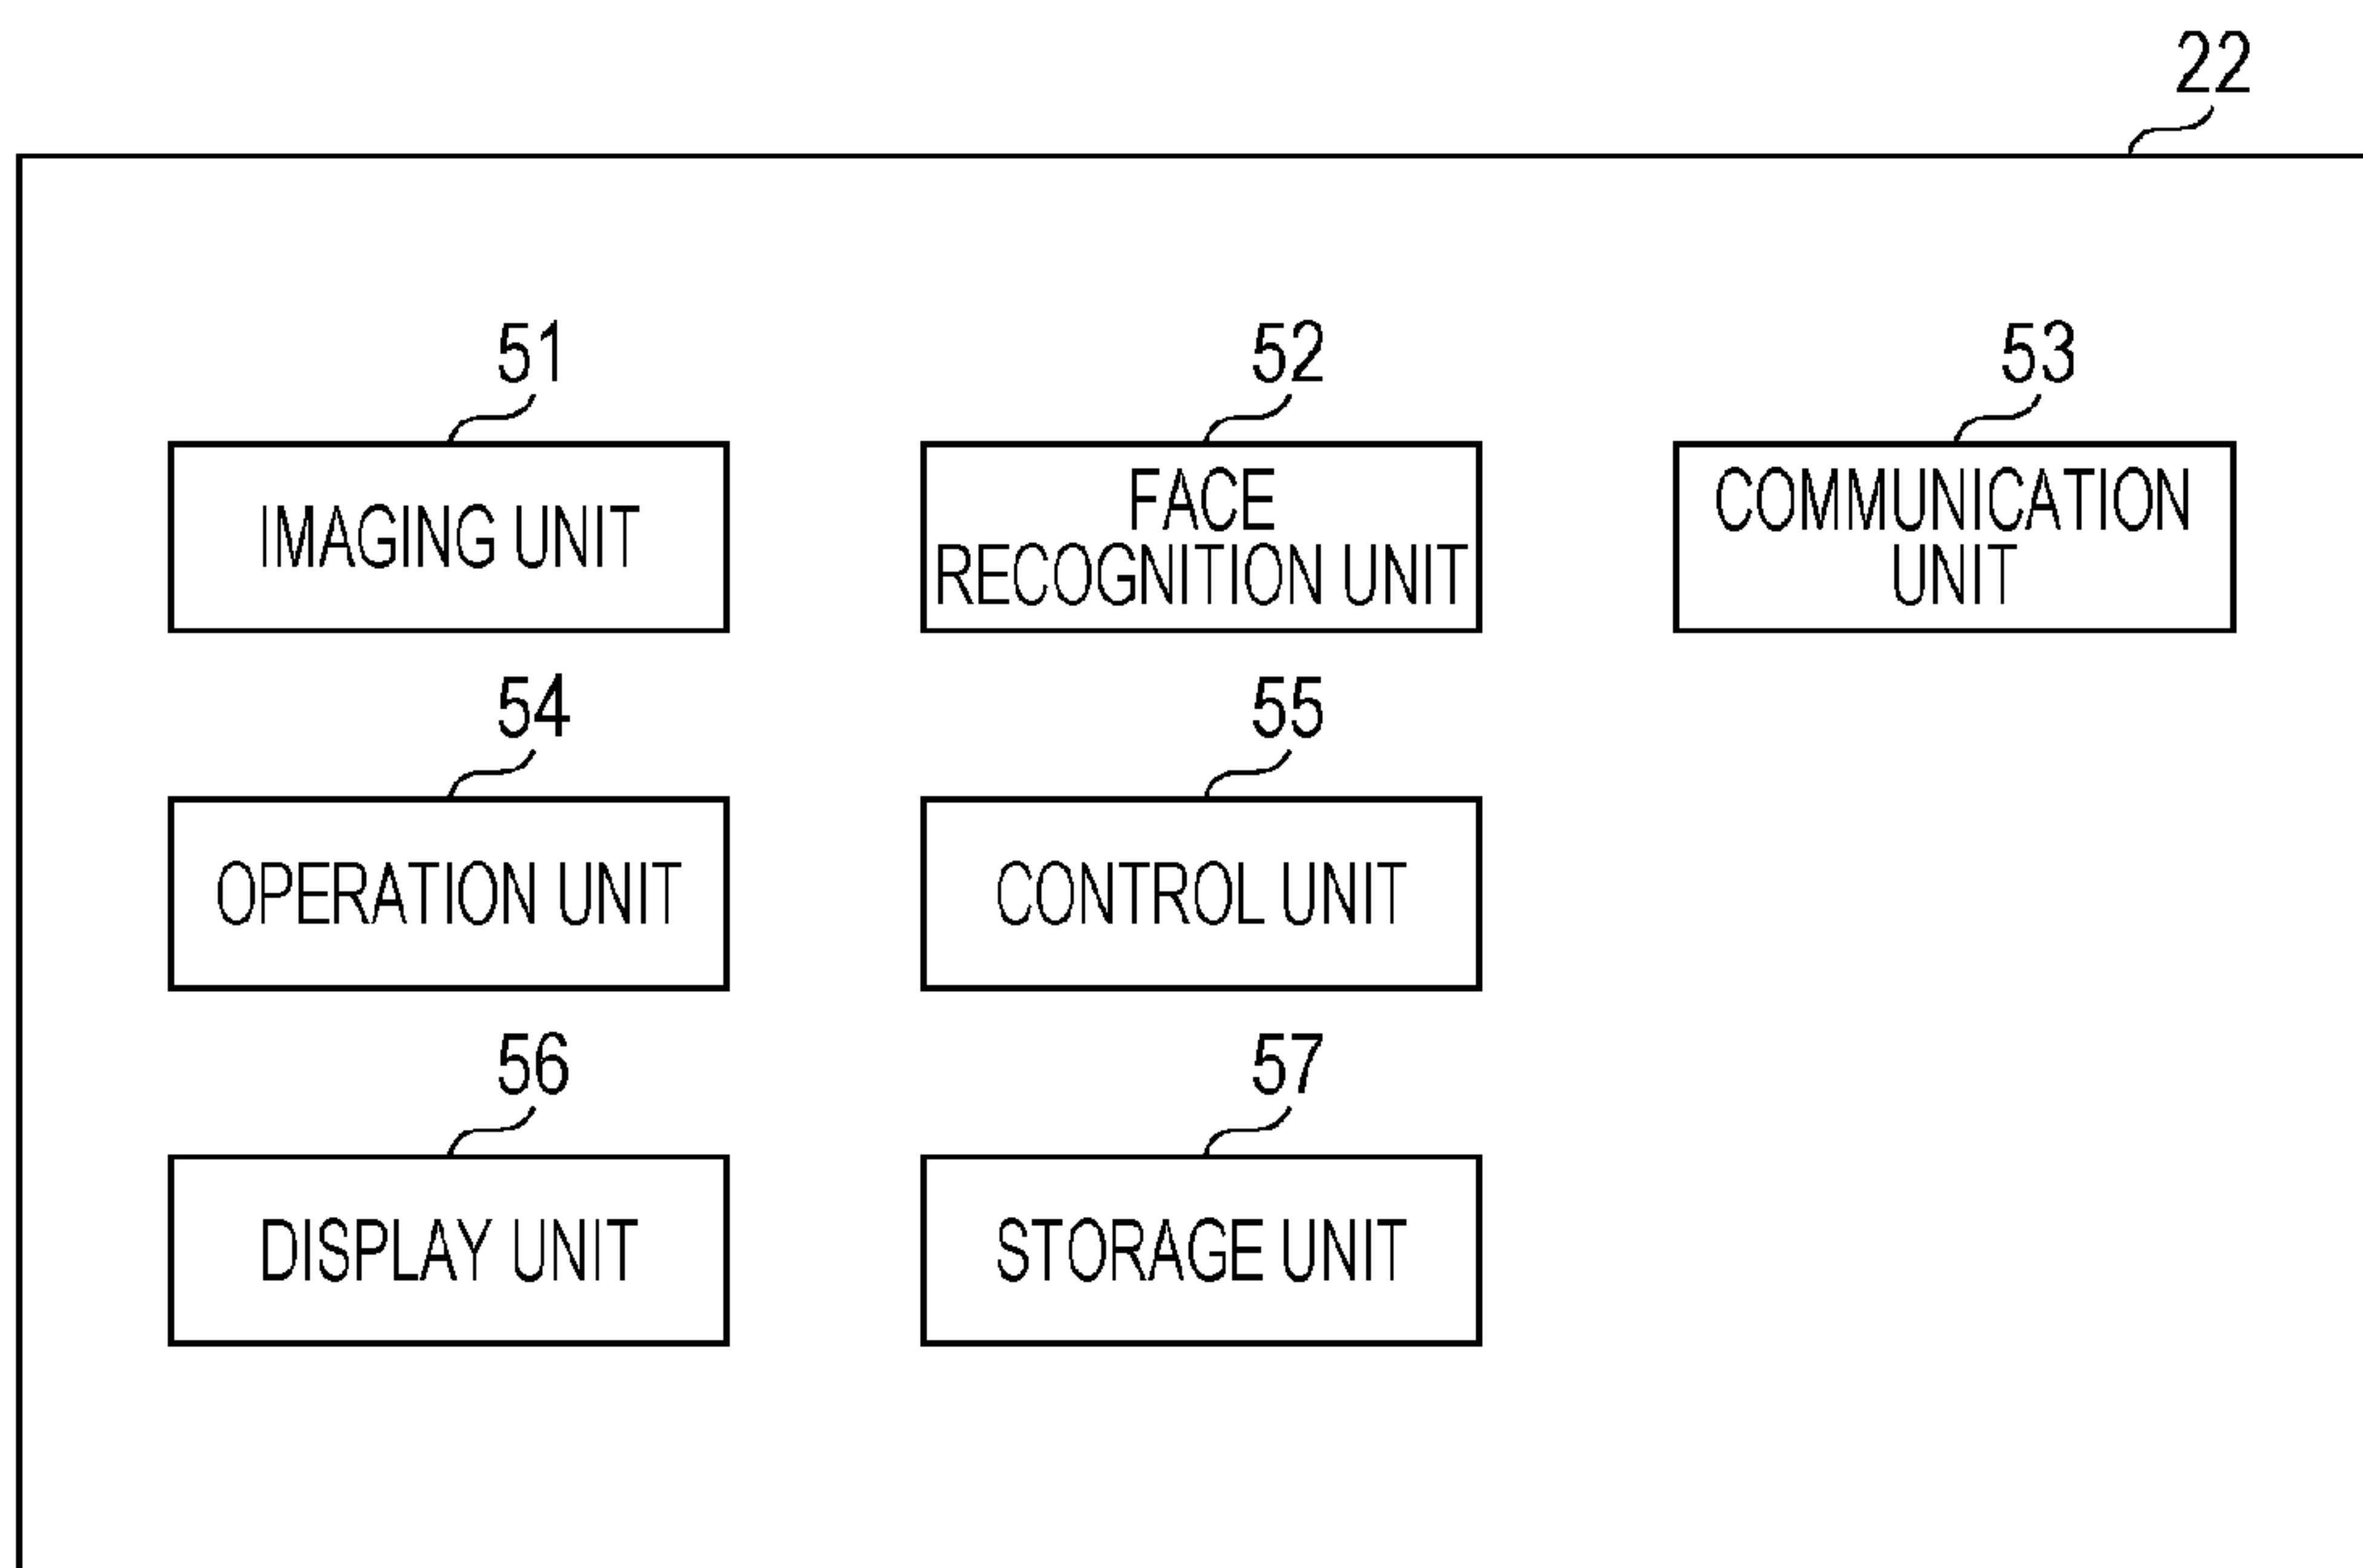 22
51
52
53
IMAGING UNIT
FACE
RECOGNITION UNIT
COMMUNICATION
UNIT
54
55
OPERATION UNIT
CONTROL UNIT
56
57
DISPLAY UNIT
STORAGE UNIT